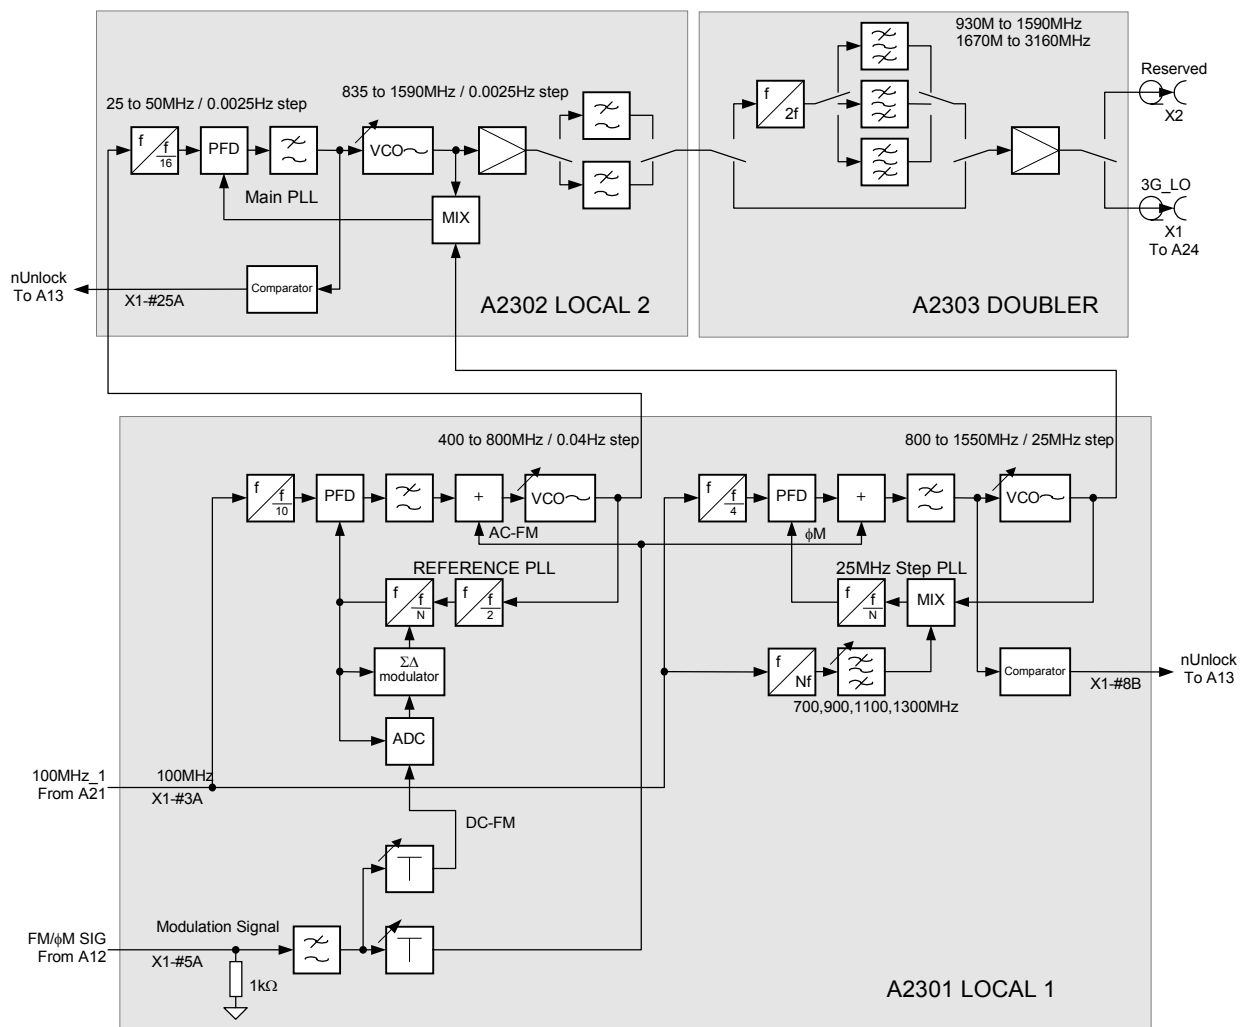 930M to 1590MHz
1670M to 3160MHz
Reserved
X2
25 to 50MHz / 0.0025Hz step
835 to 1590MHz / 0.0025Hz step
f
f
16
PFD
VCO
f
2f
Main PLL
MIX
3G_LO
X1
To A24
nUnlock
To A13
X1-#25A
Comparator
A2302 LOCAL 2
A2303 DOUBLER
400 to 800MHz / 0.04Hz step
800 to 1550MHz / 25MHz step
f
f
10
PFD
+
VCO
f
f
4
PFD
+
VCO
AC-FM
ϕM
REFERENCE PLL
25MHz Step PLL
f
f
N
f
f
2
f
f
N
MIX
ΣΔ
modulator
f
Nf
Comparator
nUnlock
To A13
X1-#8B
700,900,1100,1300MHz
ADC
100MHz_1
From A21
100MHz
X1-#3A
DC-FM
Modulation Signal
FM/ϕM SIG
From A12
X1-#5A
1kΩ
A2301 LOCAL 1